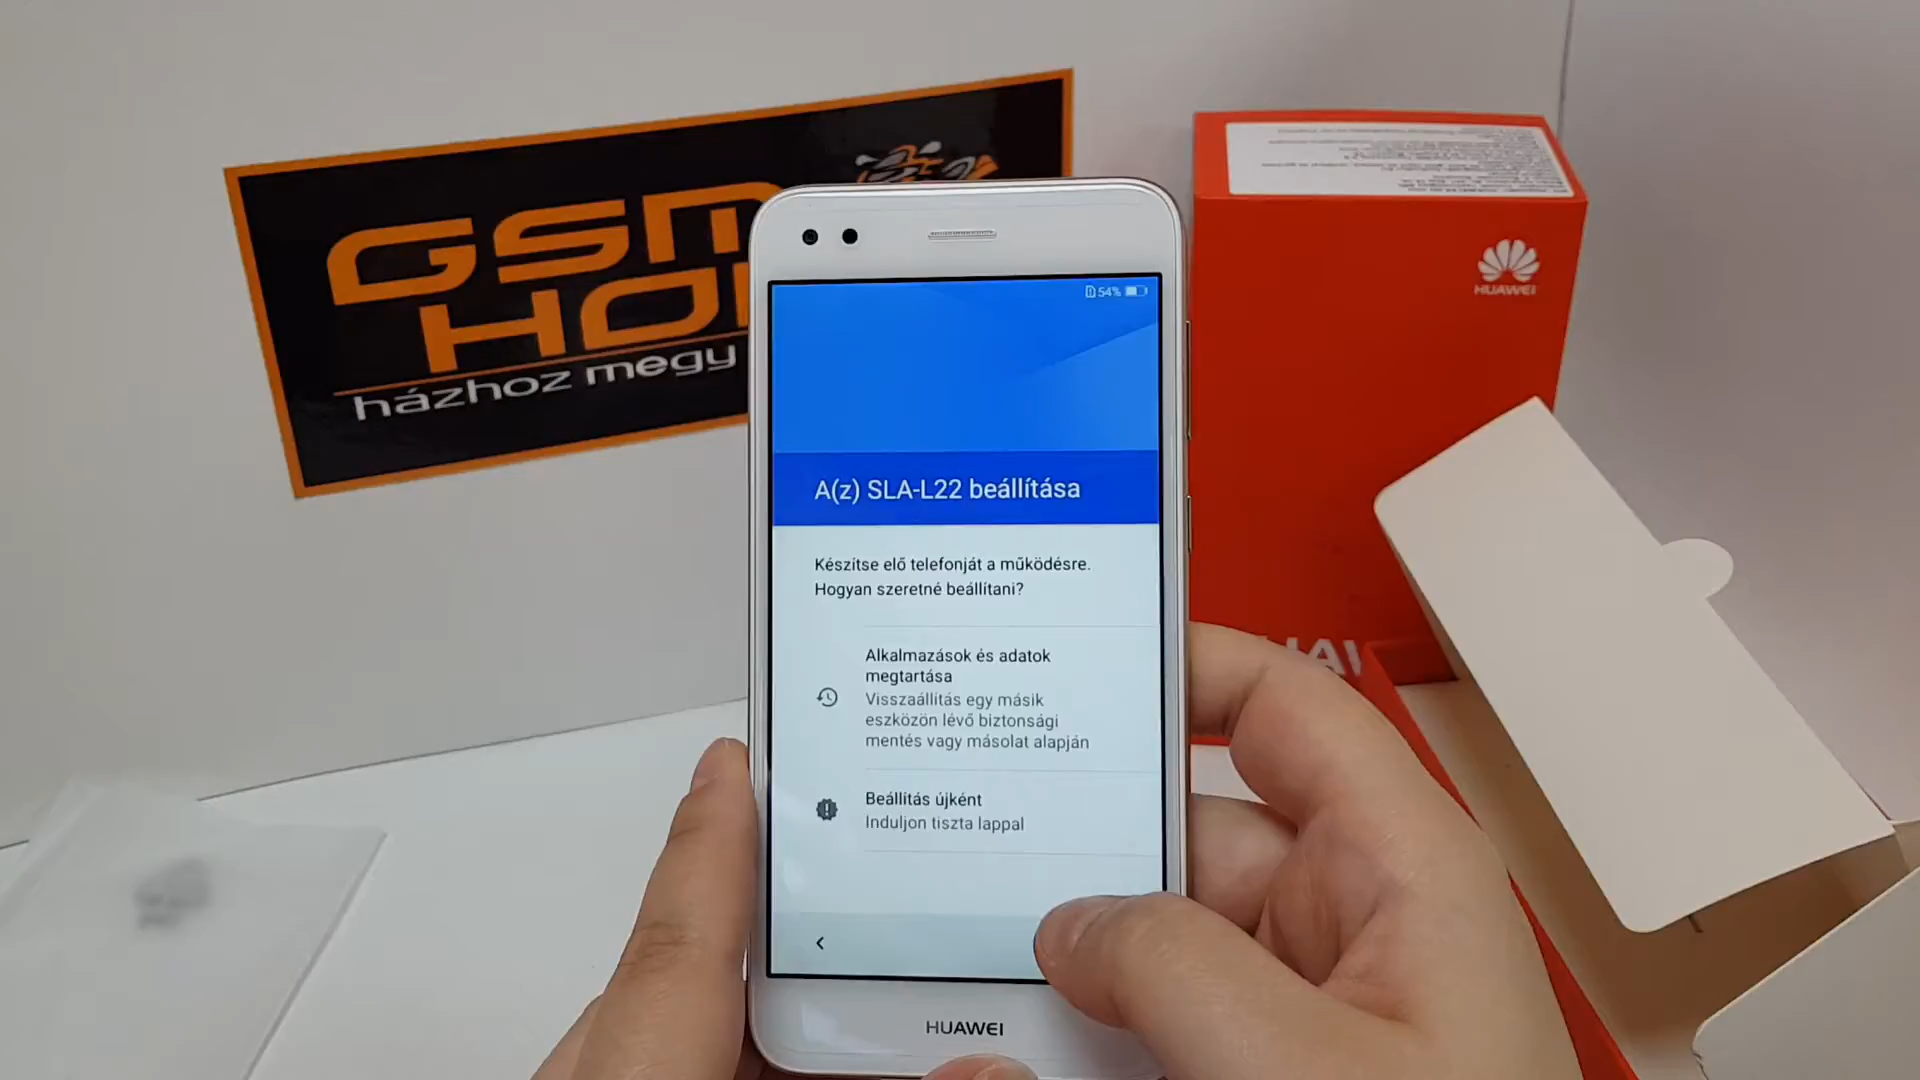 GSM
házhoz megy
HUAWEI
54%
A(z) SLA-L22 beállítása
Készítse elő telefonját a működésre.
Hogyan szeretné beállítani?
Alkalmazások és adatok
megtartása
Visszaállítás egy másik
eszközön lévő biztonsági
mentés vagy másolat alapján
Beállítás újként
Induljon tiszta lappal
HUAWEI